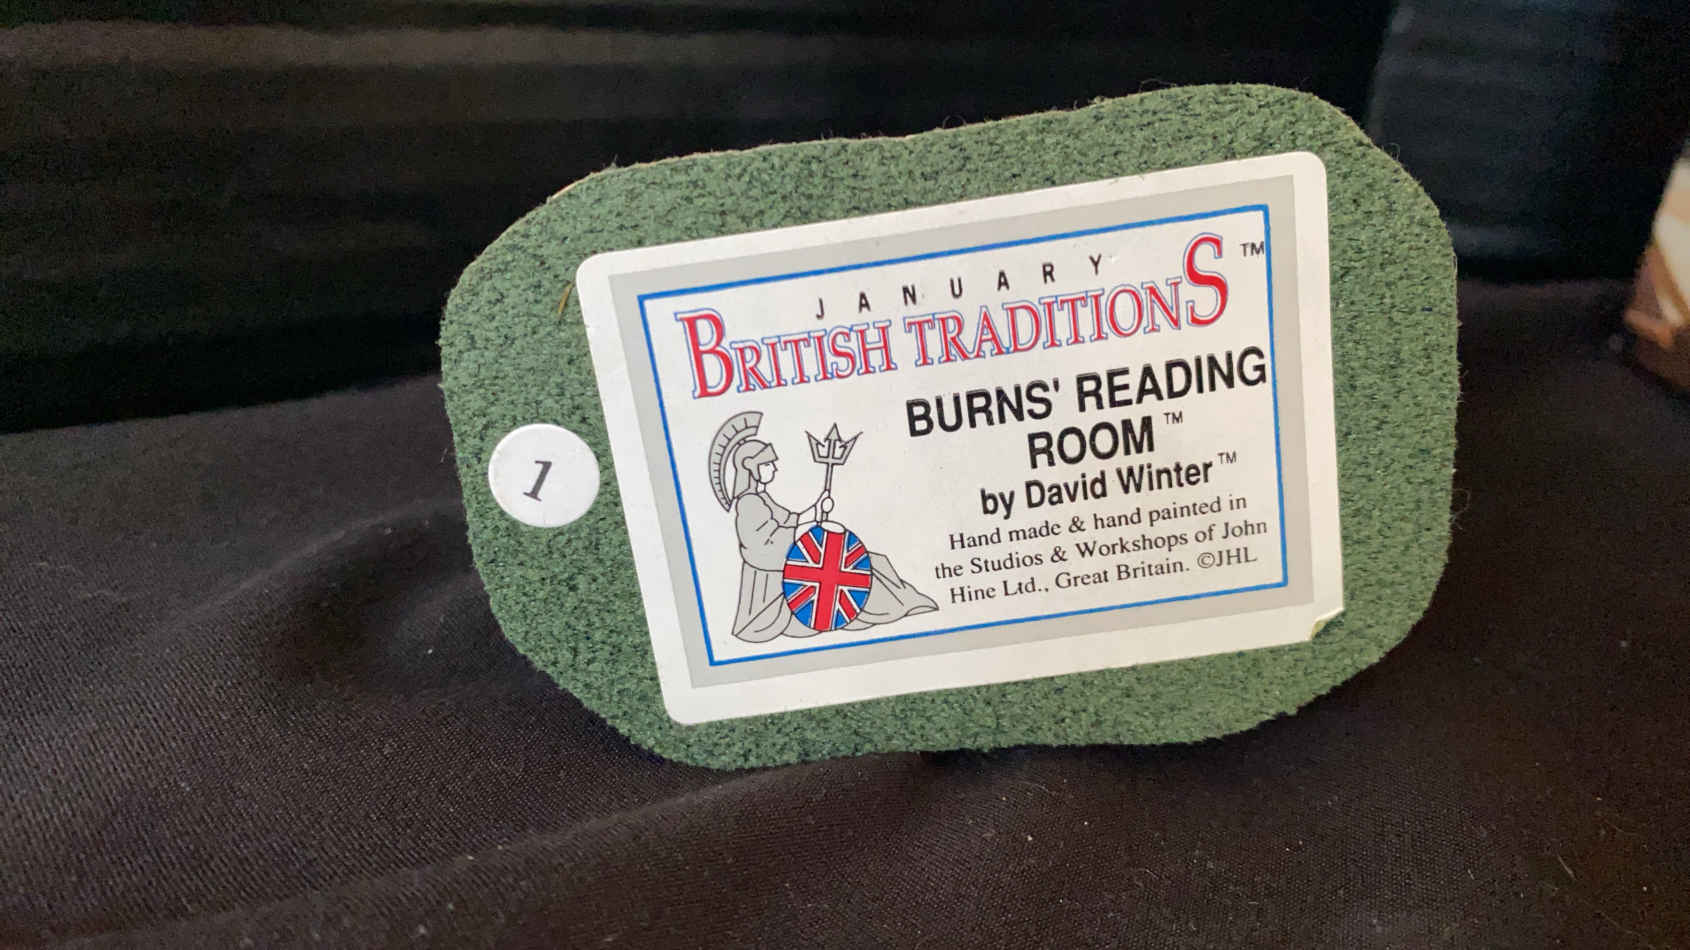 JANUARY
BRITISH TRADITIONS™
BURNS' READING
ROOM™
by David Winter™
Hand made & hand painted in
the Studios & Workshops of John
Hine Ltd., Great Britain. ©JHL
1